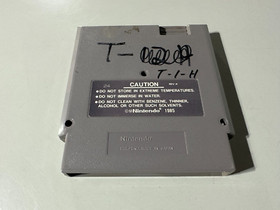 T-
T-I-H
CAUTION
●DO NOT STORE IN EXTREME TEMPERATURES.
●DO NOT IMMERSE IN WATER.
●DO NOT CLEAN WITH BENZENE, THINNER,
ALCOHOL OR OTHER SUCH SOLVENTS.
©Nintendo® 1985
Nintendo